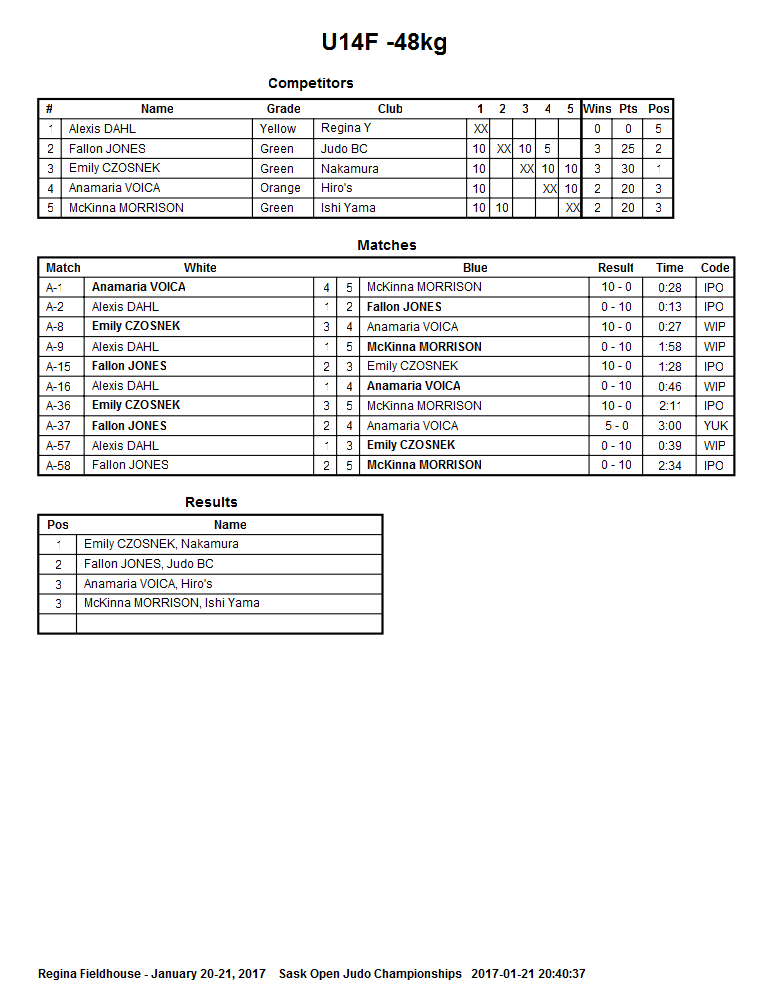 U14F -48kg
Competitors
# Name Grade Club 1 2 3 4 5 Wins Pts Pos
1 Alexis DAHL Yellow Regina Y XX 0 0 5
2 Fallon JONES Green Judo BC 10 XX 10 5 3 25 2
3 Emily CZOSNEK Green Nakamura 10 XX 10 10 3 30 1
4 Anamaria VOICA Orange Hiro's 10 XX 10 2 20 3
5 McKinna MORRISON Green Ishi Yama 10 10 XX 2 20 3
Matches
Match White Blue Result Time Code
A-1 Anamaria VOICA 4 5 McKinna MORRISON 10 - 0 0:28 IPO
A-2 Alexis DAHL 1 2 Fallon JONES 0 - 10 0:13 IPO
A-8 Emily CZOSNEK 3 4 Anamaria VOICA 10 - 0 0:27 WIP
A-9 Alexis DAHL 1 5 McKinna MORRISON 0 - 10 1:58 WIP
A-15 Fallon JONES 2 3 Emily CZOSNEK 10 - 0 1:28 IPO
A-16 Alexis DAHL 1 4 Anamaria VOICA 0 - 10 0:46 WIP
A-36 Emily CZOSNEK 3 5 McKinna MORRISON 10 - 0 2:11 IPO
A-37 Fallon JONES 2 4 Anamaria VOICA 5 - 0 3:00 YUK
A-57 Alexis DAHL 1 3 Emily CZOSNEK 0 - 10 0:39 WIP
A-58 Fallon JONES 2 5 McKinna MORRISON 0 - 10 2:34 IPO
Results
Pos Name
1 Emily CZOSNEK, Nakamura
2 Fallon JONES, Judo BC
3 Anamaria VOICA, Hiro's
3 McKinna MORRISON, Ishi Yama
Regina Fieldhouse - January 20-21, 2017 Sask Open Judo Championships 2017-01-21 20:40:37